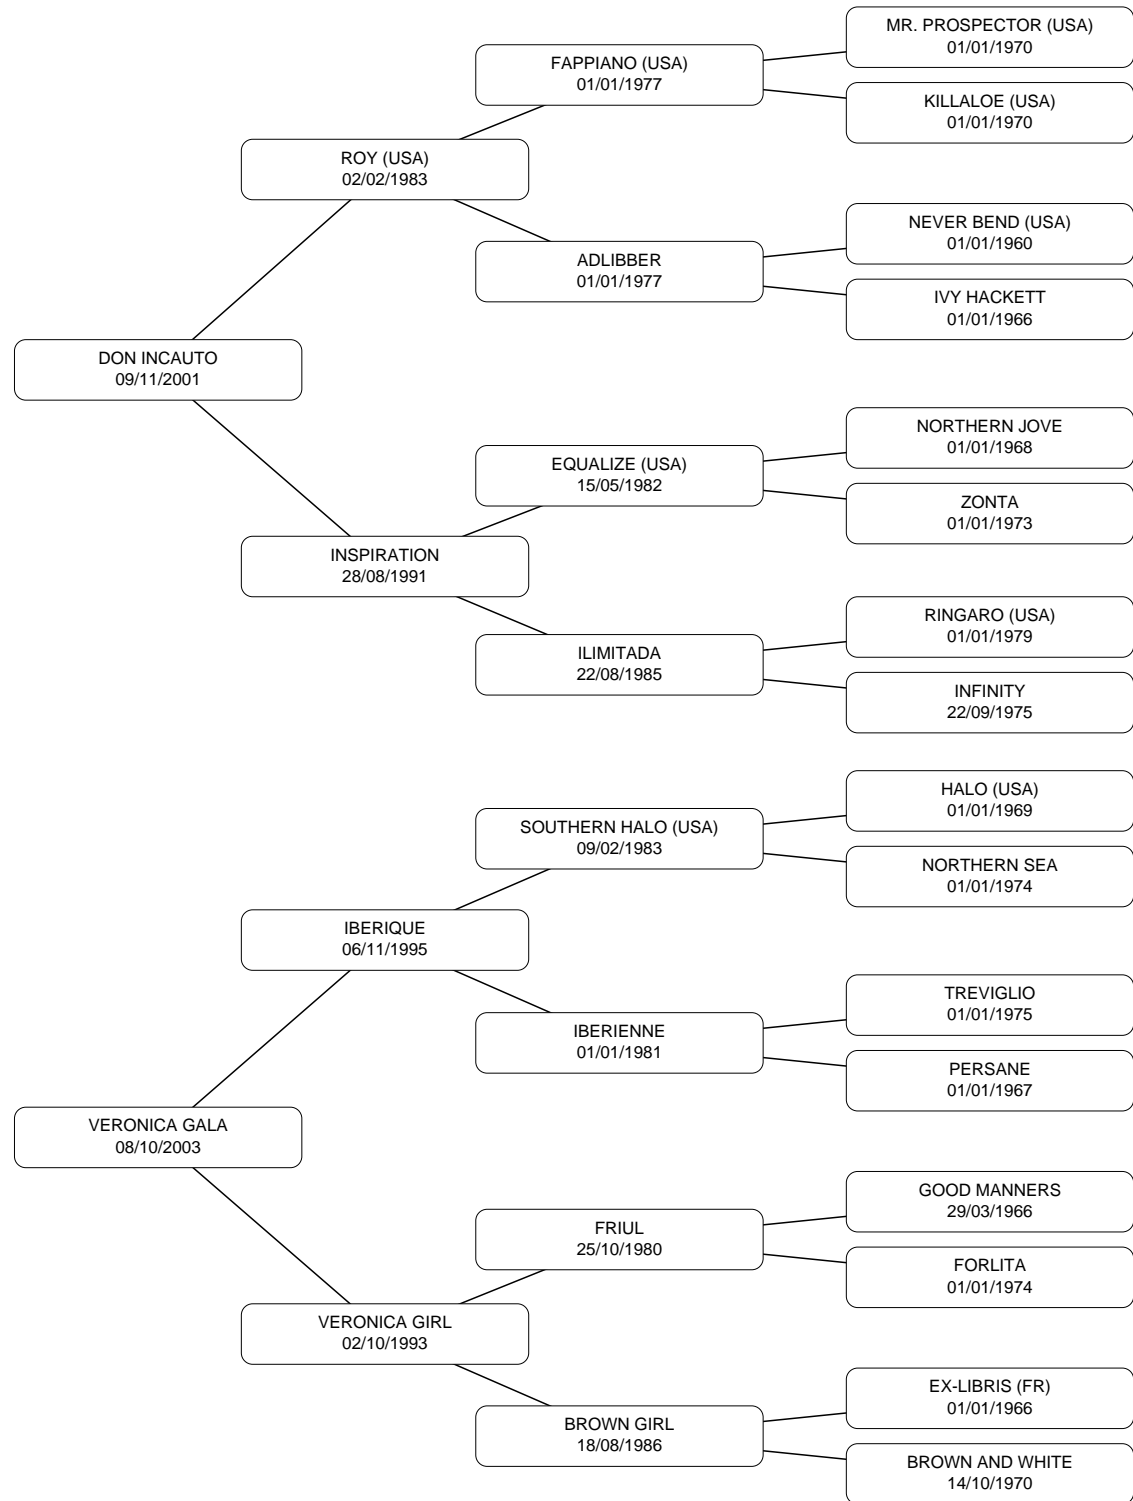 MR. PROSPECTOR (USA)
01/01/1970
FAPPIANO (USA)
01/01/1977
KILLALOE (USA)
01/01/1970
ROY (USA)
02/02/1983
NEVER BEND (USA)
01/01/1960
ADLIBBER
01/01/1977
IVY HACKETT
01/01/1966
DON INCAUTO
09/11/2001
NORTHERN JOVE
01/01/1968
EQUALIZE (USA)
15/05/1982
ZONTA
01/01/1973
INSPIRATION
28/08/1991
RINGARO (USA)
01/01/1979
ILIMITADA
22/08/1985
INFINITY
22/09/1975
HALO (USA)
01/01/1969
SOUTHERN HALO (USA)
09/02/1983
NORTHERN SEA
01/01/1974
IBERIQUE
06/11/1995
TREVIGLIO
01/01/1975
IBERIENNE
01/01/1981
PERSANE
01/01/1967
VERONICA GALA
08/10/2003
GOOD MANNERS
29/03/1966
FRIUL
25/10/1980
FORLITA
01/01/1974
VERONICA GIRL
02/10/1993
EX-LIBRIS (FR)
01/01/1966
BROWN GIRL
18/08/1986
BROWN AND WHITE
14/10/1970